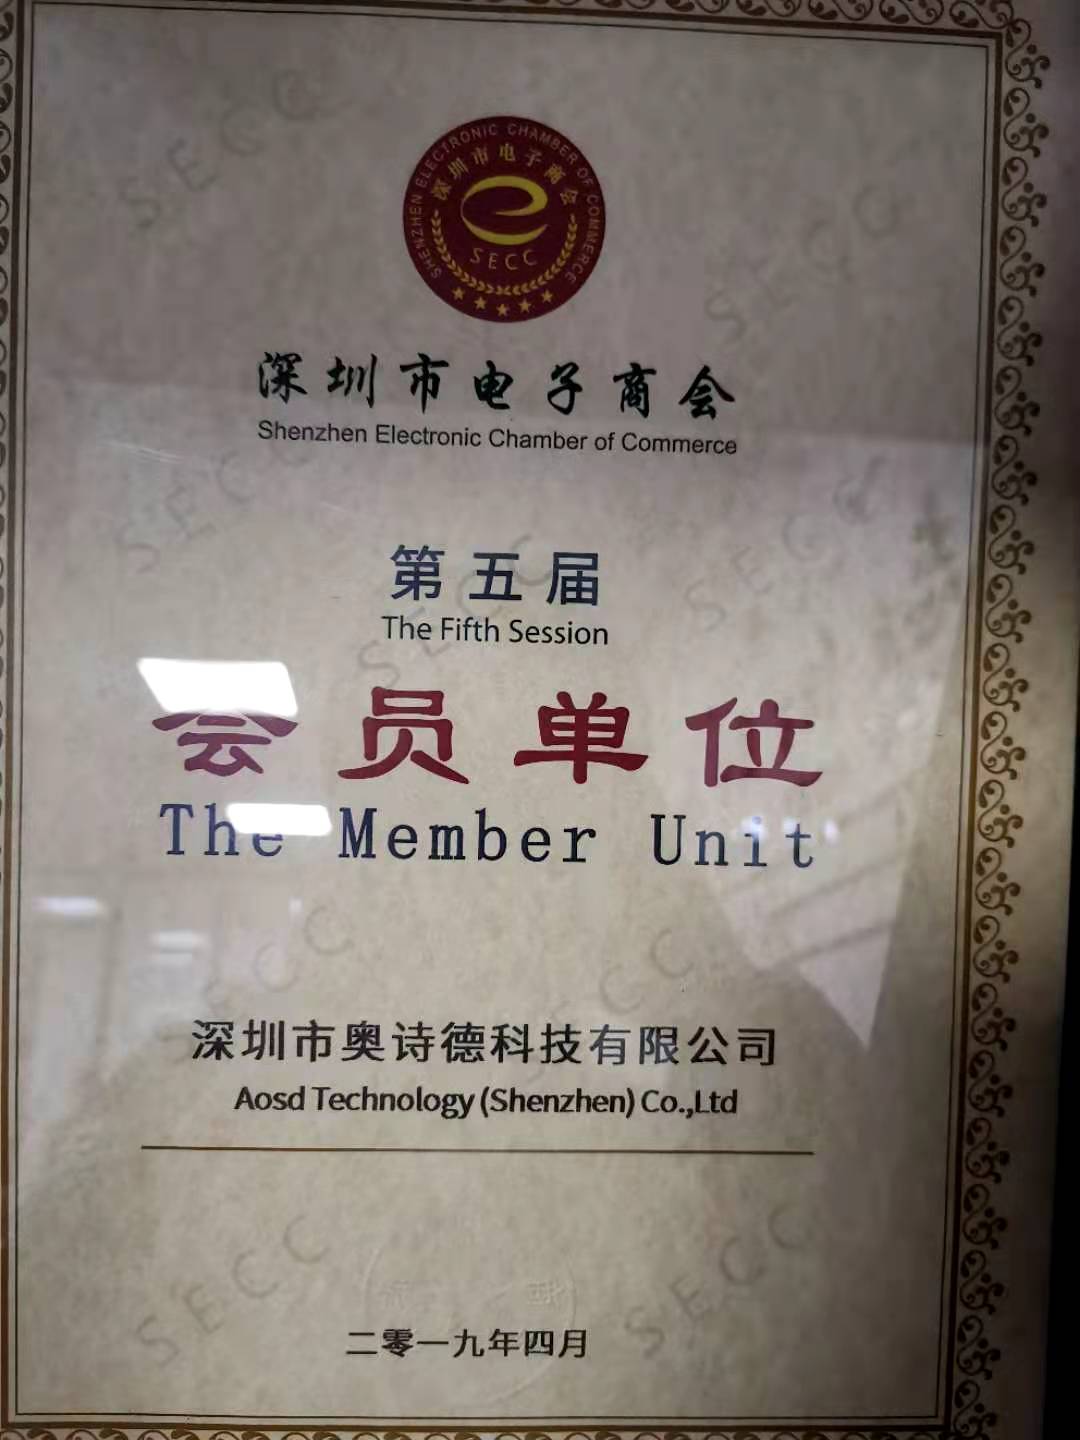 SHENZHEN ELECTRONIC CHAMBER OF COMMERCE
深圳市电子商会
SECC
深圳市电子商会
Shenzhen Electronic Chamber of Commerce
第五届
The Fifth Session
会员单位
The Member Unit
深圳市奥诗德科技有限公司
Aosd Technology (Shenzhen) Co.,Ltd
二零一九年四月